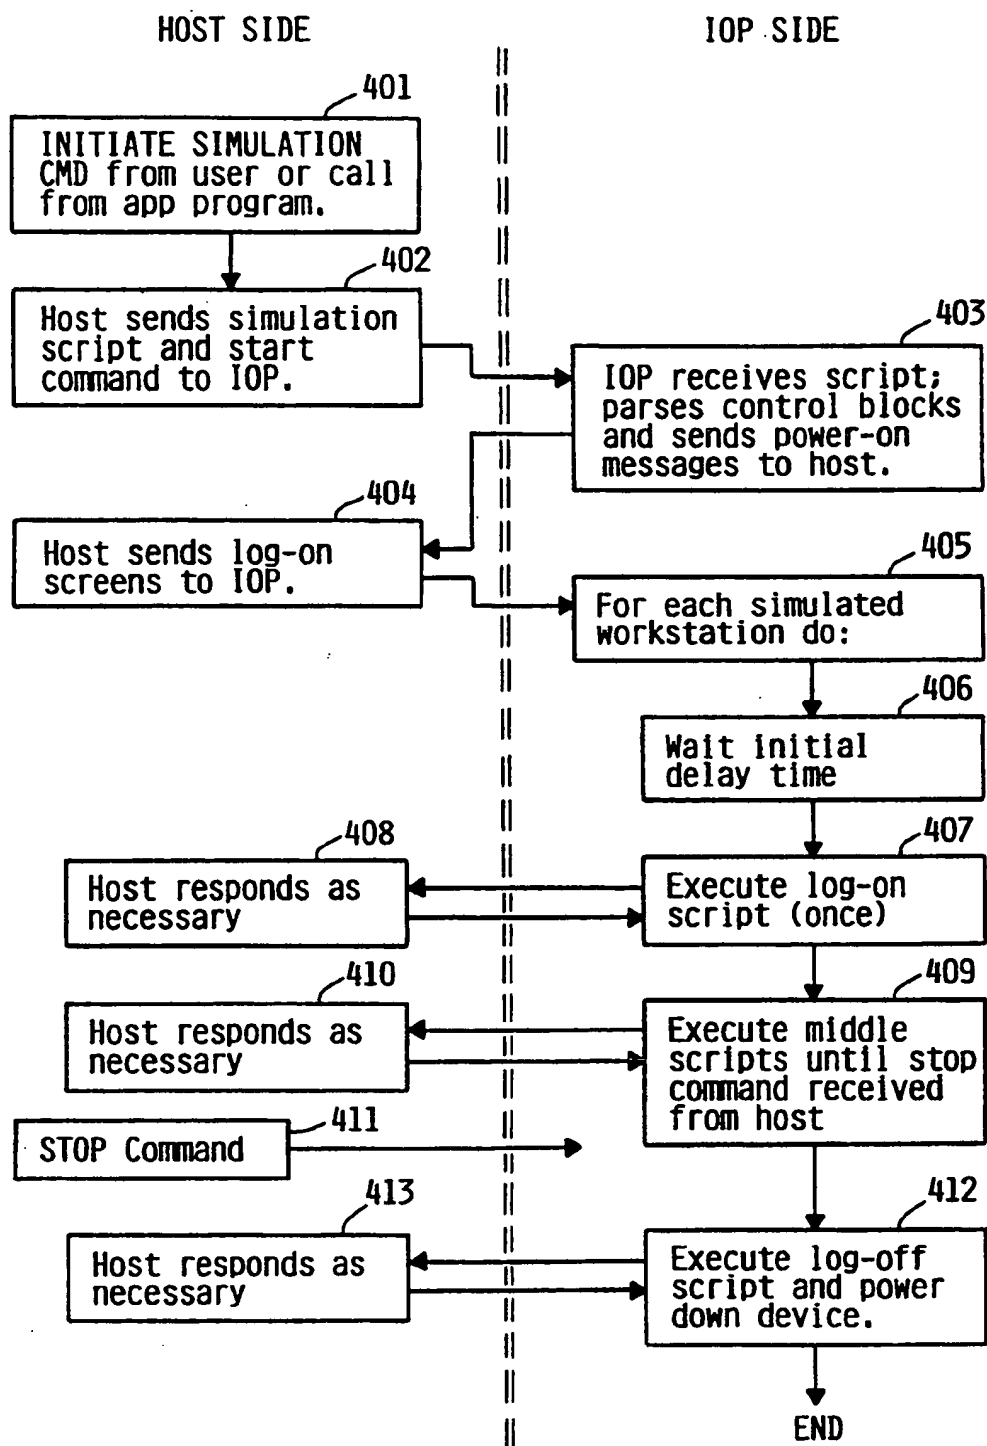 HOST SIDE
IOP SIDE
401
INITIATE SIMULATION
CMD from user or call
from app program.
402
Host sends simulation
script and start
command to IOP.
403
IOP receives script;
parses control blocks
and sends power-on
messages to host.
404
Host sends log-on
screens to IOP.
405
For each simulated
workstation do:
406
Wait initial
delay time
408
Host responds as
necessary
407
Execute log-on
script (once)
410
Host responds as
necessary
409
Execute middle
scripts until stop
command received
from host
411
STOP Command
413
Host responds as
necessary
412
Execute log-off
script and power
down device.
END